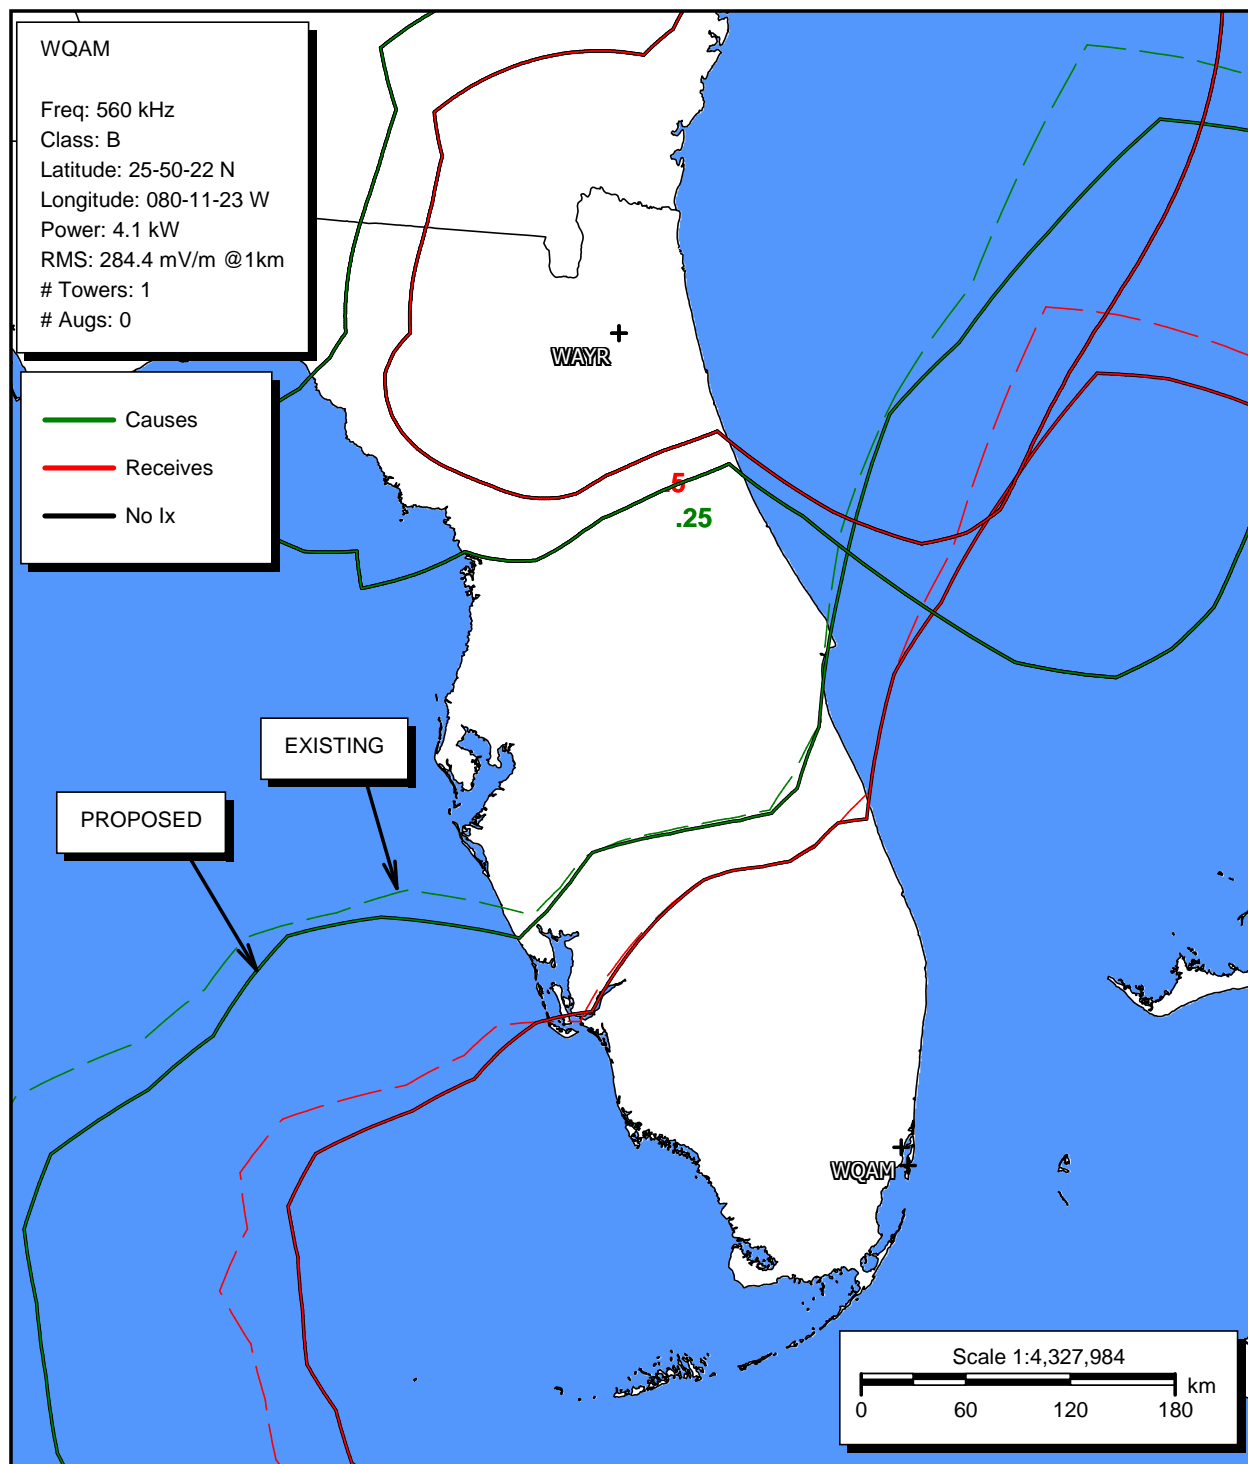 WQAM
Freq: 560 kHz
Class: B
Latitude: 25-50-22 N
Longitude: 080-11-23 W
Power: 4.1 kW
RMS: 284.4 mV/m @1km
# Towers: 1
# Augs: 0
WAYR
Causes
Receives
No Ix
.5
.25
EXISTING
PROPOSED
WQAM
Scale 1:4,327,984
km
0 60 120 180